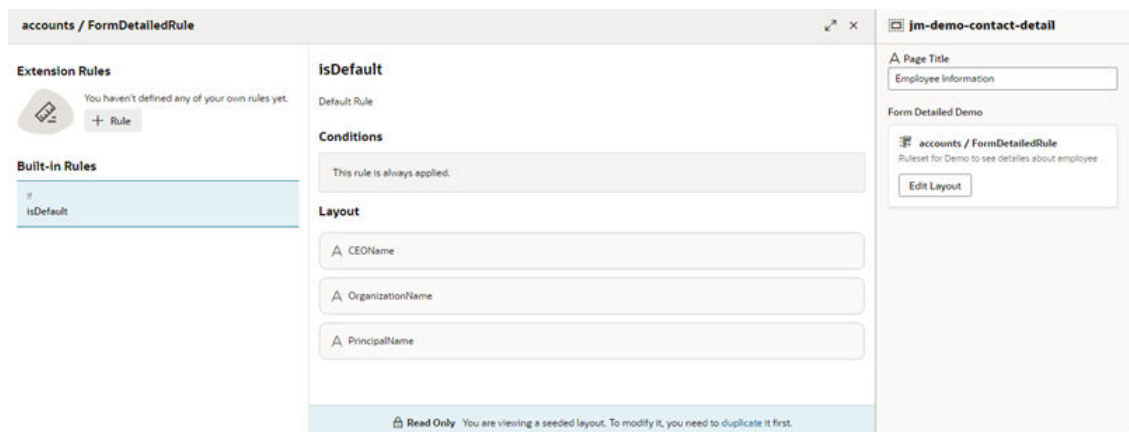 accounts / FormDetailedRule
Extension Rules
You haven't defined any of your own rules yet.
+ Rule
Built-in Rules
If
isDefault
isDefault
Default Rule
Conditions
This rule is always applied.
Layout
A CEOName
A OrganizationName
A PrincipalName
Read Only You are viewing a seeded layout. To modify it, you need to duplicate it first.
jm-demo-contact-detail
A Page Title
Employee Information
Form Detailed Demo
accounts / FormDetailedRule
Ruleset for Demo to see detailes about employee
Edit Layout